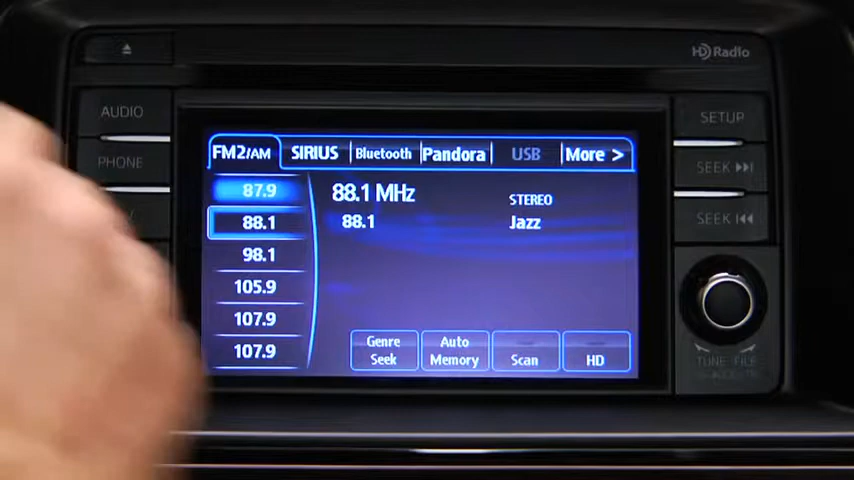 HD Radio
AUDIO
PHONE
SETUP
SEEK
SEEK
FM2/AM SIRIUS Bluetooth Pandora USB More >
87.9
88.1
98.1
105.9
107.9
107.9
88.1 MHz
STEREO
88.1
Jazz
Genre Seek
Auto Memory
Scan
HD
TUNE FILE